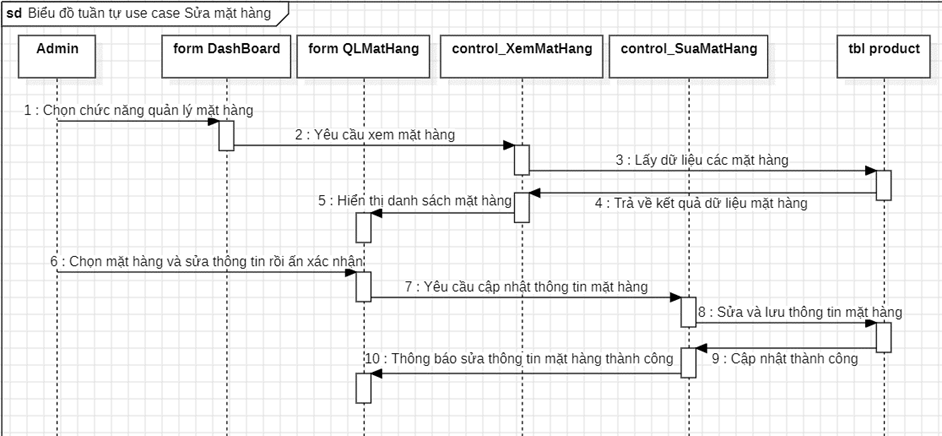 sd Biểu đồ tuần tự use case Sửa mặt hàng
Admin
form DashBoard
form QLMatHang
control_XemMatHang
control_SuaMatHang
tbl product
1 : Chọn chức năng quản lý mặt hàng
2 : Yêu cầu xem mặt hàng
3 : Lấy dữ liệu các mặt hàng
4 : Trả về kết quả dữ liệu mặt hàng
5 : Hiển thị danh sách mặt hàng
6 : Chọn mặt hàng và sửa thông tin rồi ấn xác nhận
7 : Yêu cầu cập nhật thông tin mặt hàng
8 : Sửa và lưu thông tin mặt hàng
9 : Cập nhật thành công
10 : Thông báo sửa thông tin mặt hàng thành công